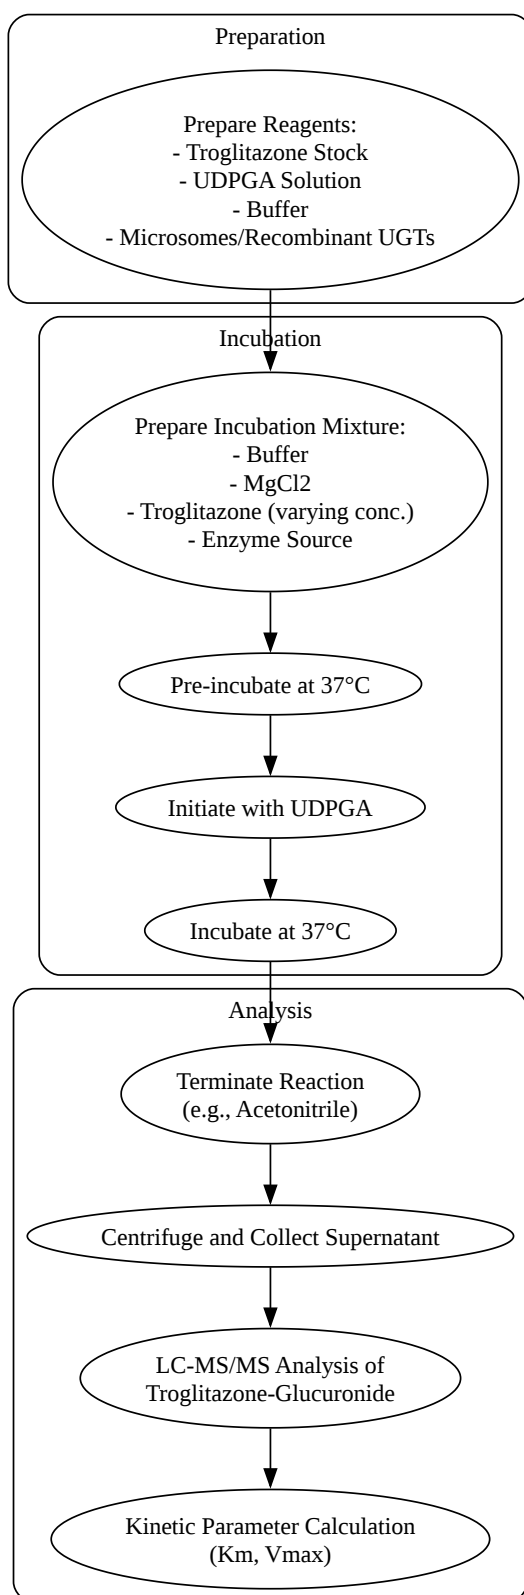 Preparation
Prepare Reagents:
- Troglitazone Stock
- UDPGA Solution
- Buffer
- Microsomes/Recombinant UGTs
Incubation
Prepare Incubation Mixture:
- Buffer
- MgCl2
- Troglitazone (varying conc.)
- Enzyme Source
Pre-incubate at 37°C
Initiate with UDPGA
Incubate at 37°C
Analysis
Terminate Reaction
(e.g., Acetonitrile)
Centrifuge and Collect Supernatant
LC-MS/MS Analysis of
Troglitazone-Glucuronide
Kinetic Parameter Calculation
(Km, Vmax)